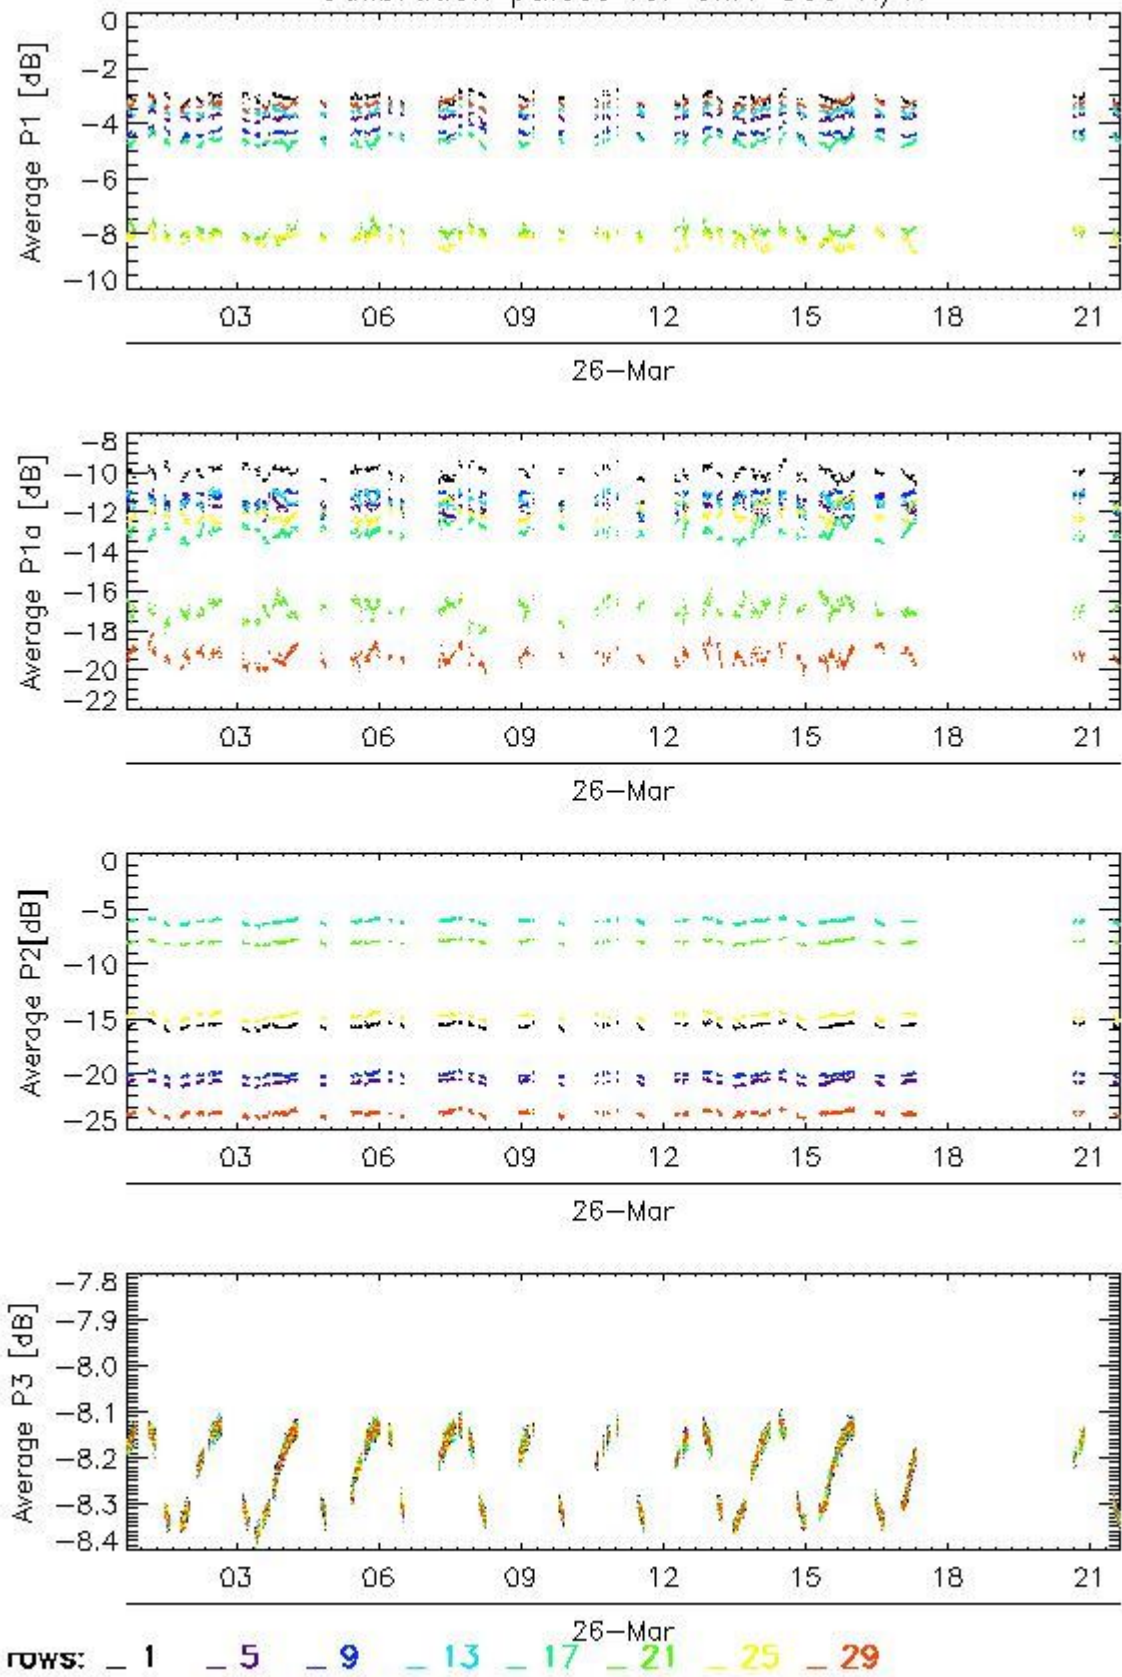 0
-2
-4
-6
-8
-10
Average P1 [dB]
03 06 09 12 15 18 21
26-Mar
-8
-10
-12
-14
-16
-18
-20
-22
Average P1a [dB]
03 06 09 12 15 18 21
26-Mar
0
-5
-10
-15
-20
-25
Average P2[dB]
03 06 09 12 15 18 21
26-Mar
-7.8
-7.9
-8.0
-8.1
-8.2
-8.3
-8.4
Average P3 [dB]
03 06 09 12 15 18 21
26-Mar
rows: _ 1 _ 5 _ 9 _ 13 _ 17 _ 21 _ 25 _ 29